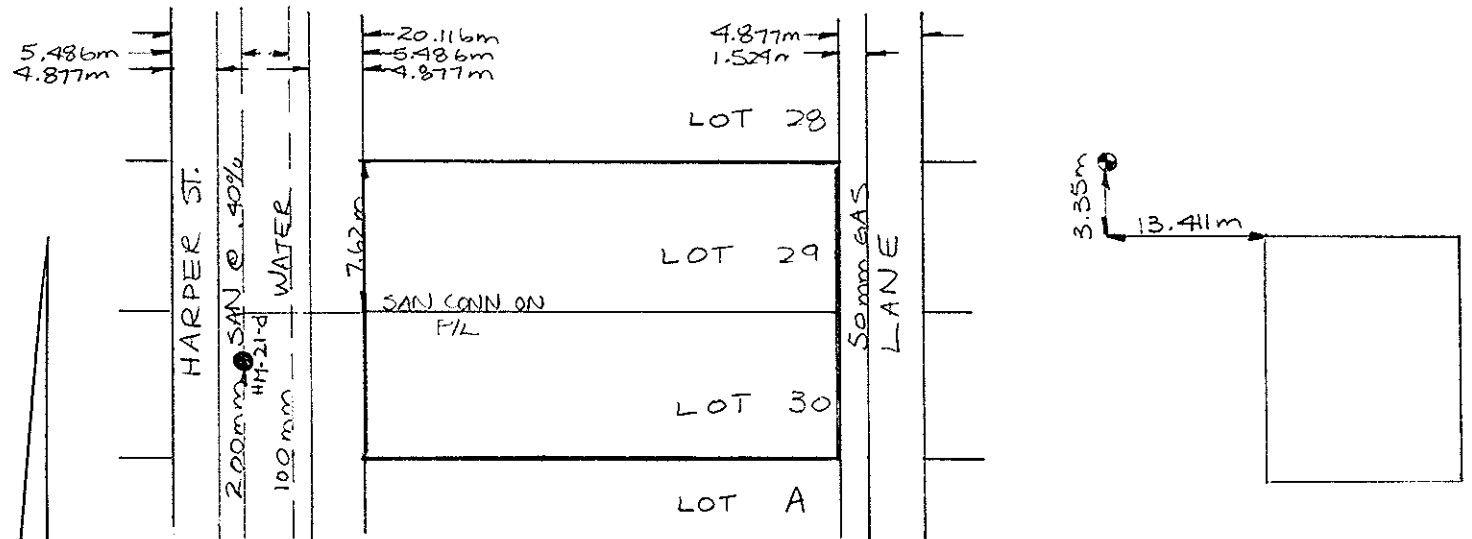 20.116m
5.486m 5.486m
4.877m 4.877m
4.877m
1.524m
LOT 28
HARPER ST.
200mm SAN @ .40%
HM-21-d
100mm WATER
7.62m
LOT 29
SAN CONN ON
P/L
LOT 30
LOT A
50mm GAS
LANE
3.35m
13.411m